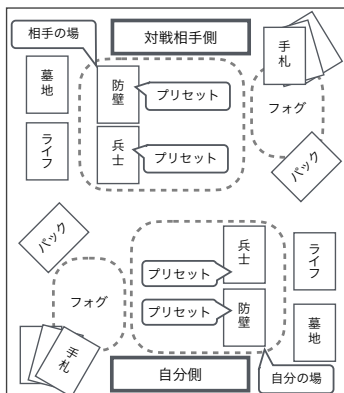 相手の場
対戦相手側
手札
墓地
防壁
プリセット
フォグ
ライフ
兵士
プリセット
パック
パック
兵士
ライフ
プリセット
フォグ
プリセット
防壁
墓地
手札
自分側
自分の場